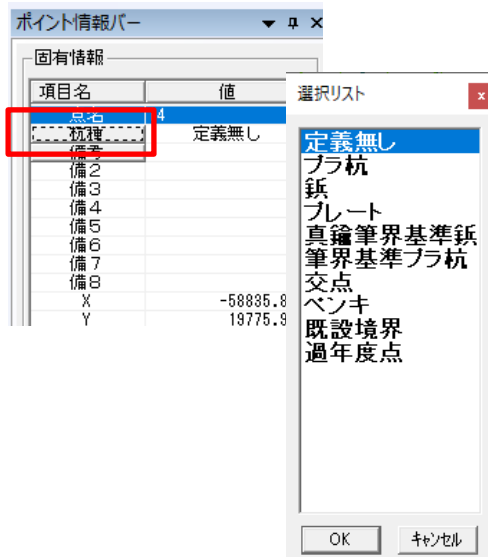 ポイント情報バー
固有情報
項目名 値
点名 4
杭種 定義無し
備考
備2
備3
備4
備5
備6
備7
備8
X -58835.8
Y 19775.9
選択リスト
定義無し
プラ杭
鋲
プレート
真鍮筆界基準鋲
筆界基準プラ杭
交点
ペンキ
既設境界
過年度点
OK キャンセル